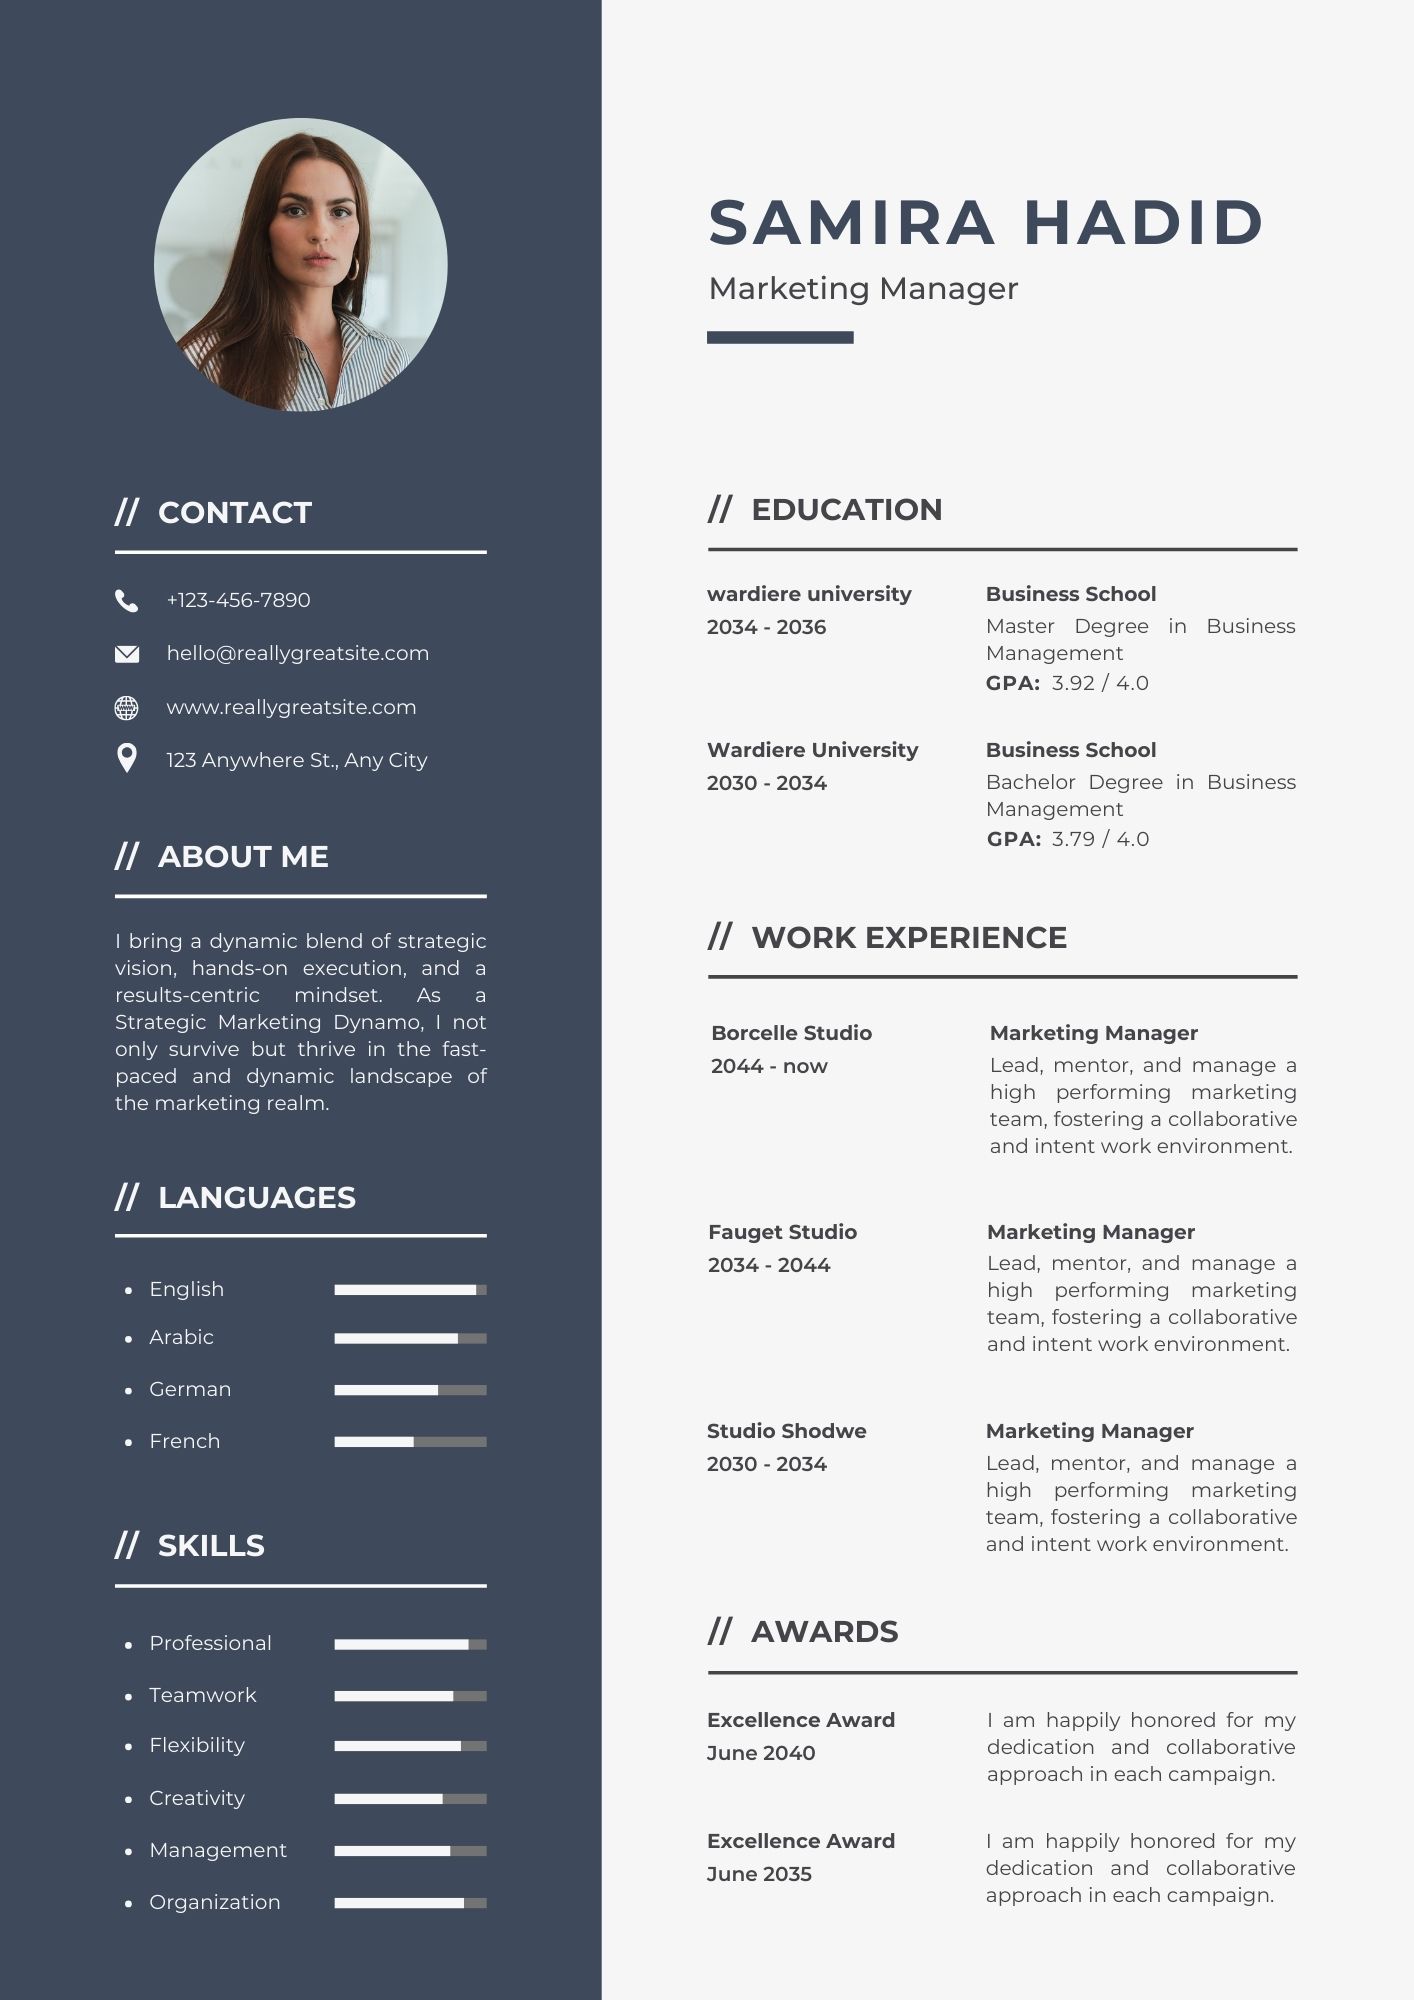 SAMIRA HADID
Marketing Manager
// CONTACT
+123-456-7890
hello@reallygreatsite.com
www.reallygreatsite.com
123 Anywhere St., Any City
// ABOUT ME
I bring a dynamic blend of strategic
vision, hands-on execution, and a
results-centric mindset. As a
Strategic Marketing Dynamo, I not
only survive but thrive in the fast-
paced and dynamic landscape of
the marketing realm.
// LANGUAGES
• English
• Arabic
• German
• French
// SKILLS
• Professional
• Teamwork
• Flexibility
• Creativity
• Management
• Organization
// EDUCATION
wardiere university
2034 - 2036
Business School
Master Degree in Business
Management
GPA: 3.92 / 4.0
Wardiere University
2030 - 2034
Business School
Bachelor Degree in Business
Management
GPA: 3.79 / 4.0
// WORK EXPERIENCE
Borcelle Studio
2044 - now
Marketing Manager
Lead, mentor, and manage a
high performing marketing
team, fostering a collaborative
and intent work environment.
Fauget Studio
2034 - 2044
Marketing Manager
Lead, mentor, and manage a
high performing marketing
team, fostering a collaborative
and intent work environment.
Studio Shodwe
2030 - 2034
Marketing Manager
Lead, mentor, and manage a
high performing marketing
team, fostering a collaborative
and intent work environment.
// AWARDS
Excellence Award
June 2040
I am happily honored for my
dedication and collaborative
approach in each campaign.
Excellence Award
June 2035
I am happily honored for my
dedication and collaborative
approach in each campaign.